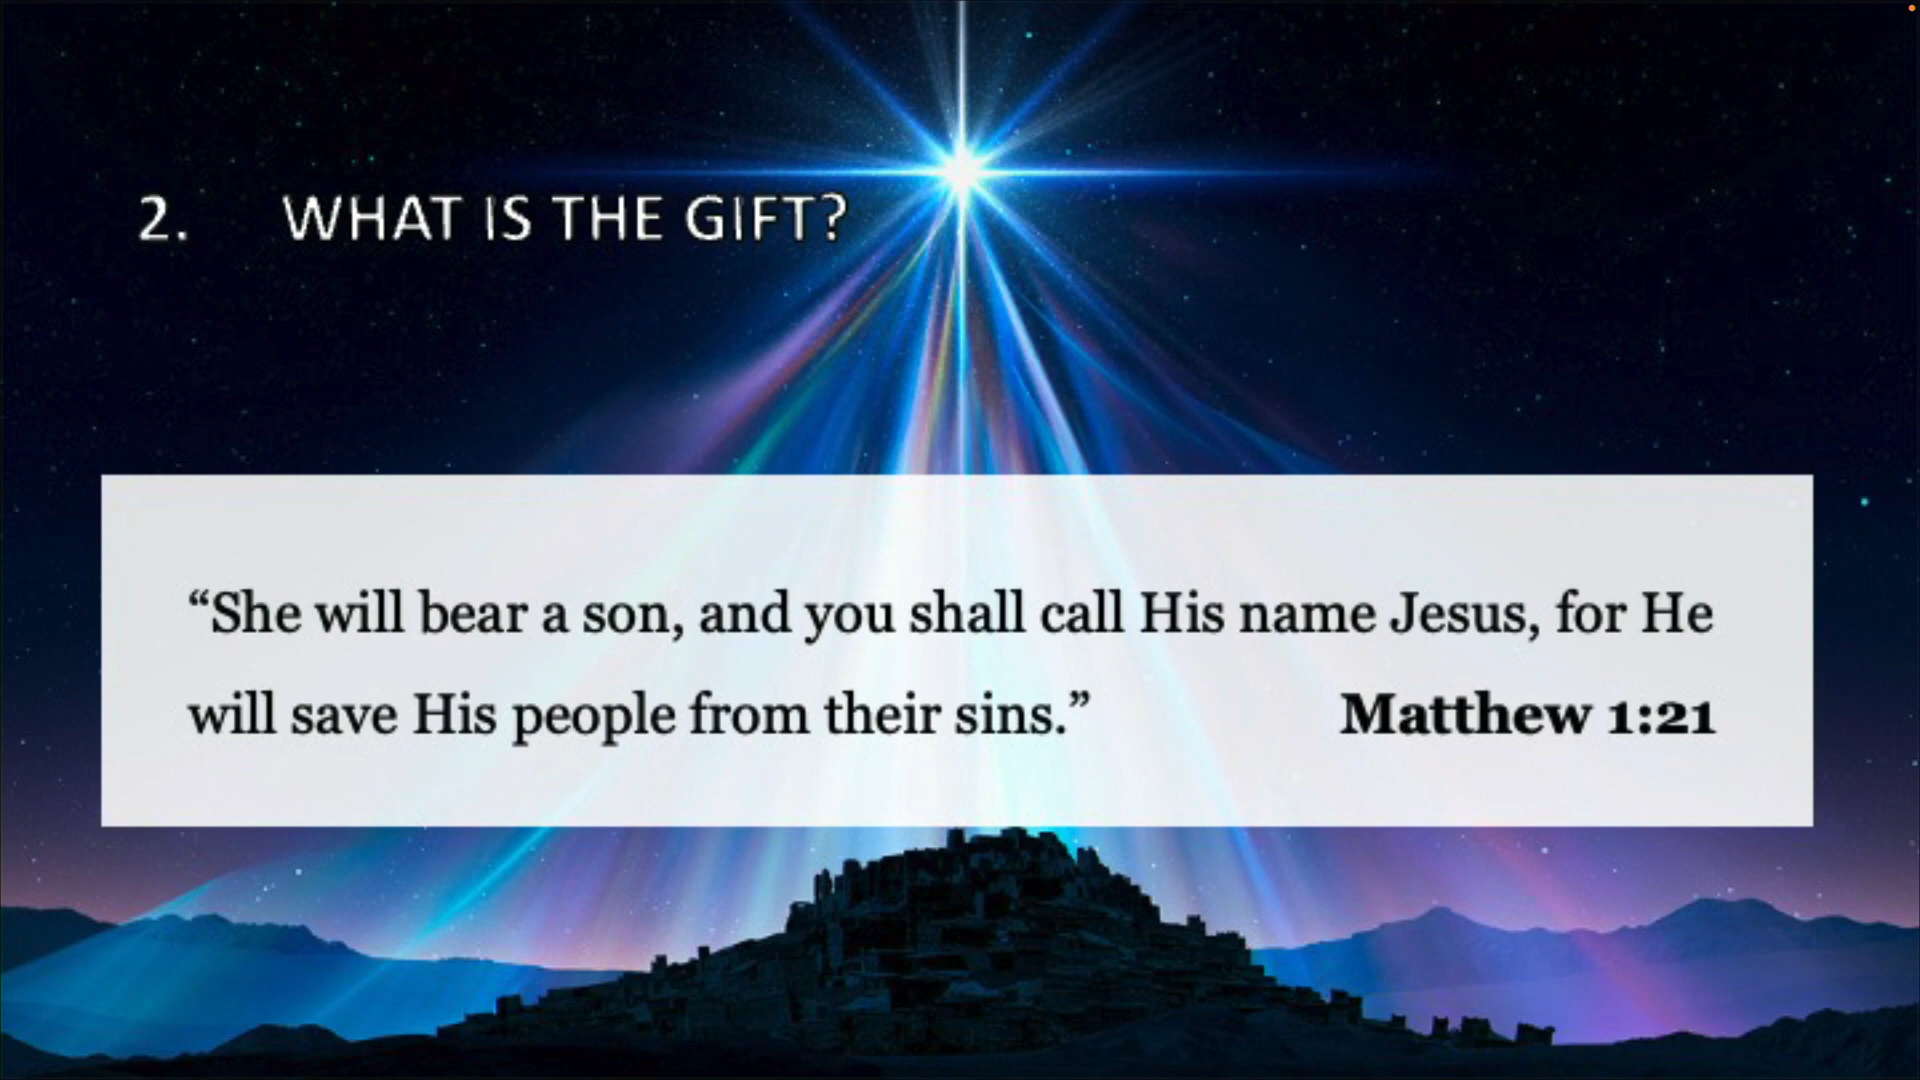 2. WHAT IS THE GIFT?
“She will bear a son, and you shall call His name Jesus, for He
will save His people from their sins.” Matthew 1:21